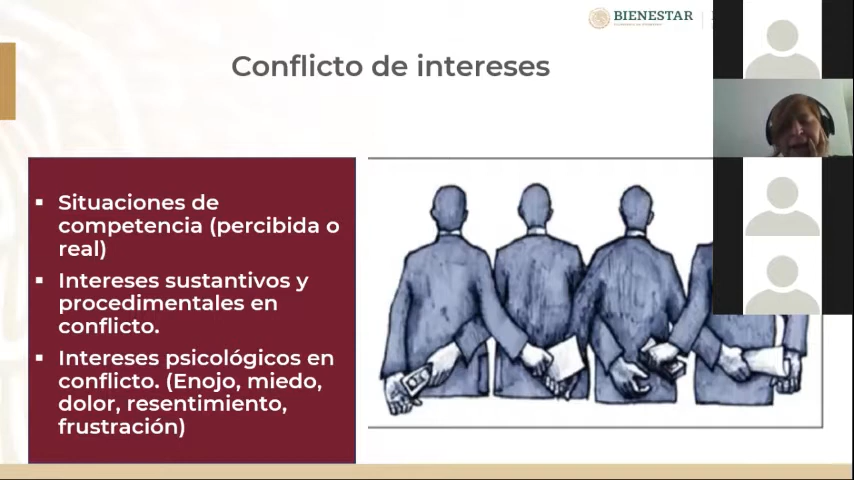 BIENESTAR
Conflicto de intereses
▪ Situaciones de
competencia (percibida o
real)
▪ Intereses sustantivos y
procedimentales en
conflicto.
▪ Intereses psicológicos en
conflicto. (Enojo, miedo,
dolor, resentimiento,
frustración)